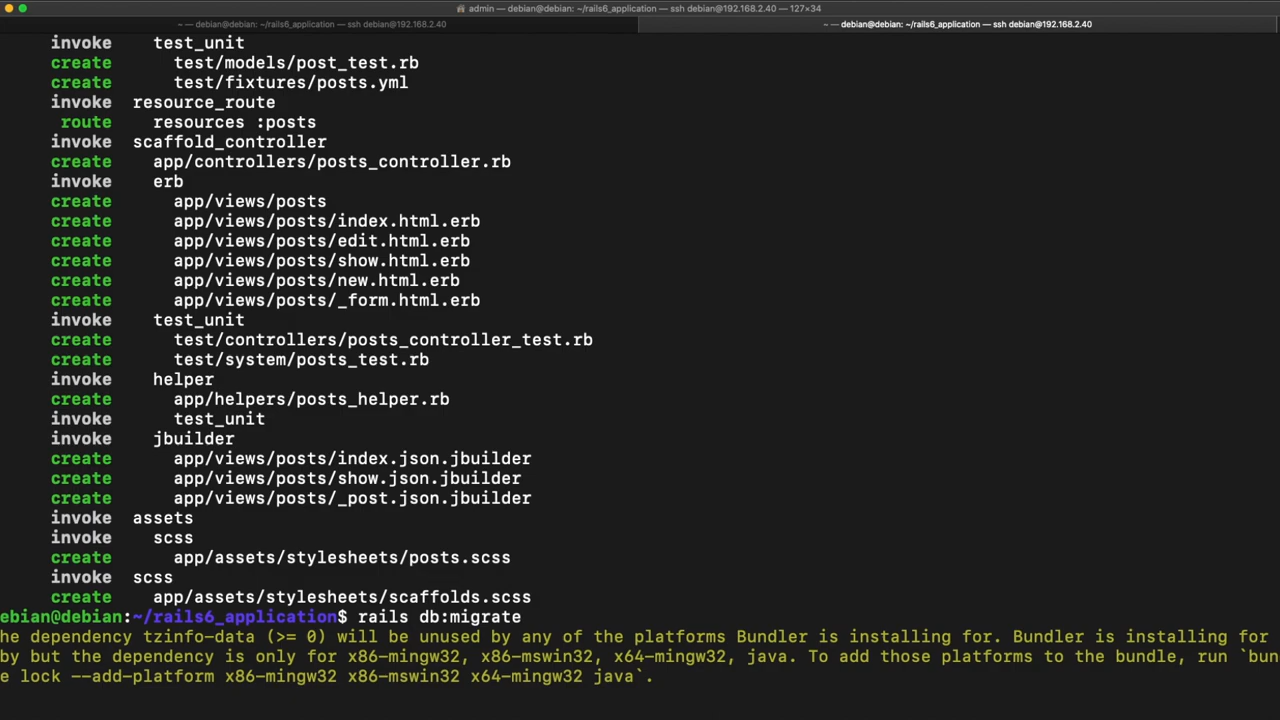 admin — debian@debian: ~/rails6_application — ssh debian@192.168.2.40 — 127×34
~ — debian@debian: ~/rails6_application — ssh debian@192.168.2.40
~ — debian@debian: ~/rails6_application — ssh debian@192.168.2.40
invoke test_unit
create test/models/post_test.rb
create test/fixtures/posts.yml
invoke resource_route
route resources :posts
invoke scaffold_controller
create app/controllers/posts_controller.rb
invoke erb
create app/views/posts
create app/views/posts/index.html.erb
create app/views/posts/edit.html.erb
create app/views/posts/show.html.erb
create app/views/posts/new.html.erb
create app/views/posts/_form.html.erb
invoke test_unit
create test/controllers/posts_controller_test.rb
create test/system/posts_test.rb
invoke helper
create app/helpers/posts_helper.rb
invoke test_unit
invoke jbuilder
create app/views/posts/index.json.jbuilder
create app/views/posts/show.json.jbuilder
create app/views/posts/_post.json.jbuilder
invoke assets
invoke scss
create app/assets/stylesheets/posts.scss
invoke scss
create app/assets/stylesheets/scaffolds.scss
ebian@debian:~/rails6_application$ rails db:migrate
he dependency tzinfo-data (>= 0) will be unused by any of the platforms Bundler is installing for. Bundler is installing for
by but the dependency is only for x86-mingw32, x86-mswin32, x64-mingw32, java. To add those platforms to the bundle, run `bun
e lock --add-platform x86-mingw32 x86-mswin32 x64-mingw32 java`.